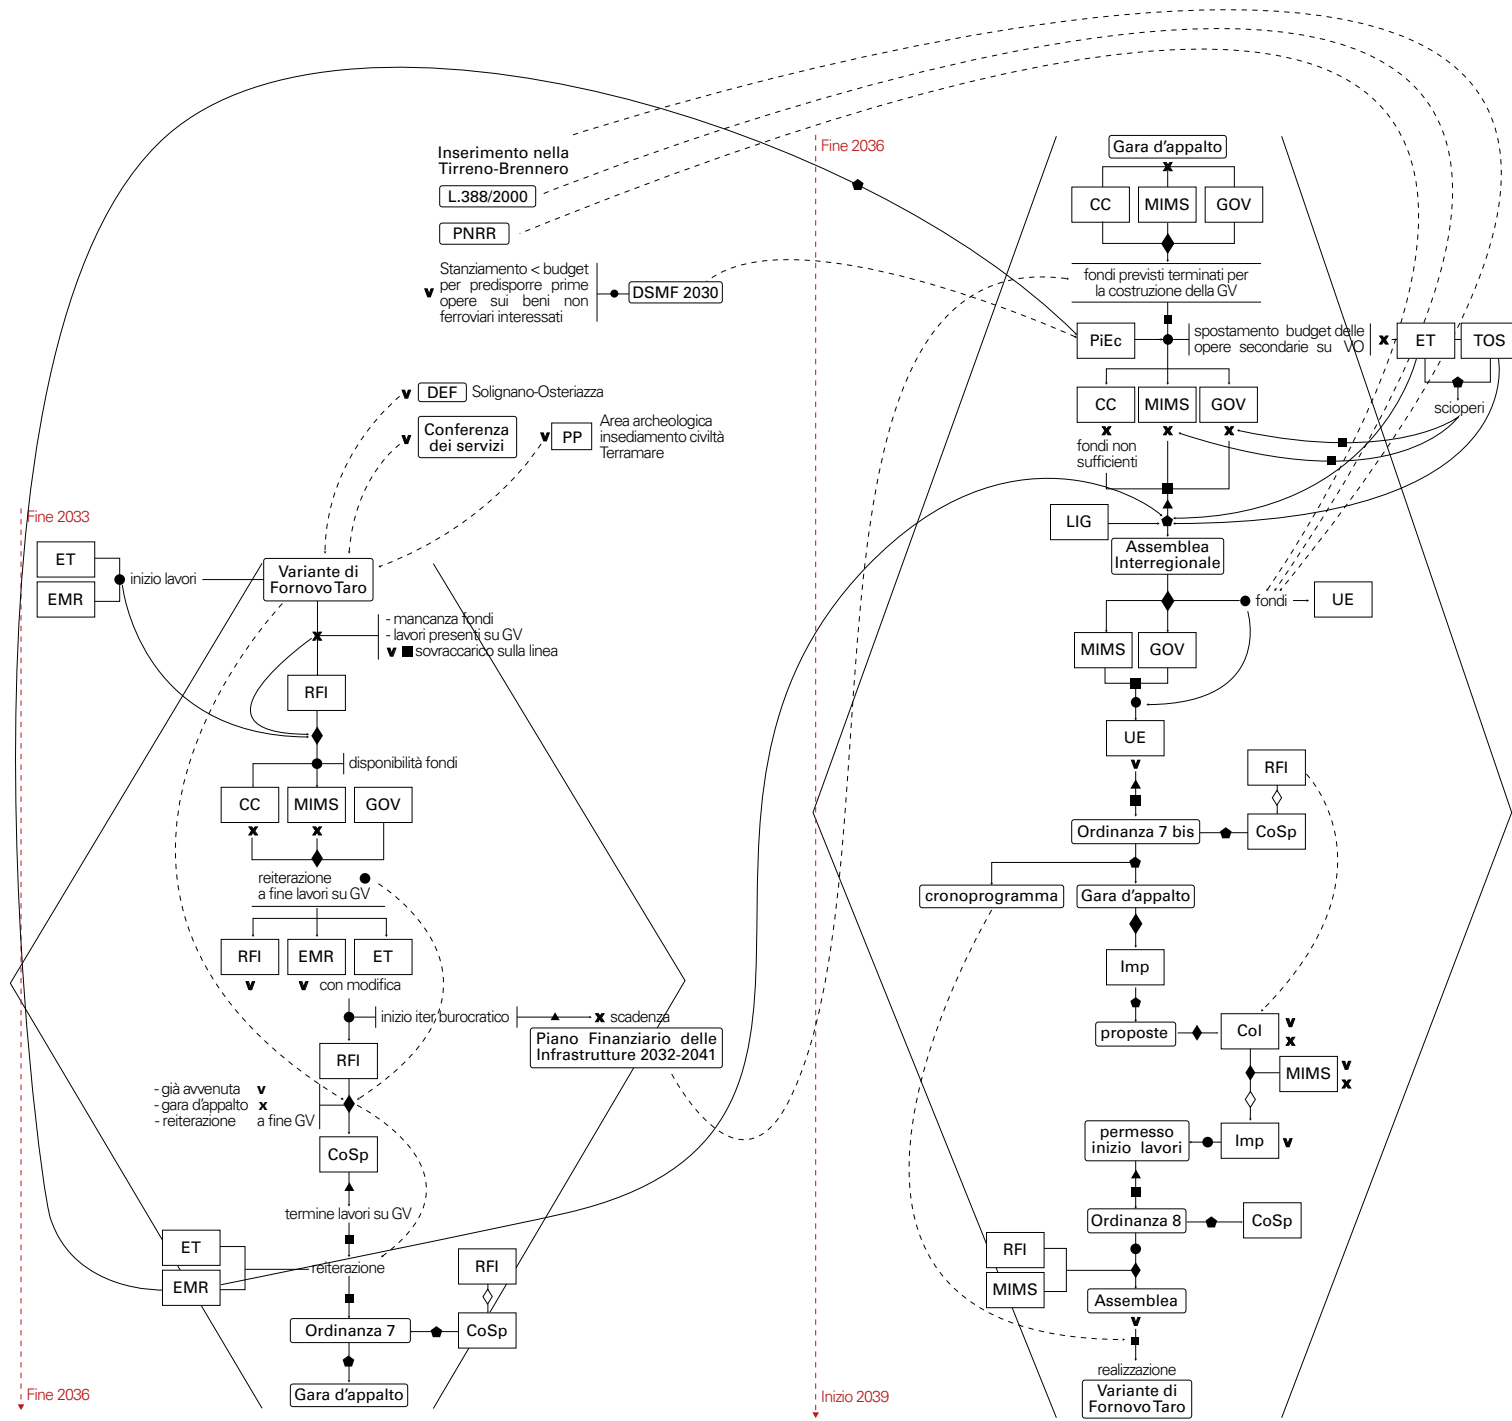 Inserimento nella
Tirreno-Brennero
L.388/2000
PNRR
Stanziamento < budget
per predisporre prime
v opere sui beni non
ferroviari interessati
DSMF 2030
v DEF Solignano-Osteriazza
v Conferenza
dei servizi
v PP
Area archeologica
insediamento civiltà
Terramare
Fine 2033
ET
EMR
inizio lavori
Variante di
Fornovo Taro
x
- mancanza fondi
- lavori presenti su GV
v sovraccarico sulla linea
RFI
disponibilità fondi
CC MIMS GOV
x x
reiterazione
a fine lavori su GV
RFI EMR ET
v v con modifica
inizio iter burocratico
x scadenza
Piano Finanziario delle
Infrastrutture 2032-2041
RFI
- già avvenuta v
- gara d'appalto x
- reiterazione a fine GV
CoSp
termine lavori su GV
ET
EMR
reiterazione
RFI
Ordinanza 7
CoSp
Gara d'appalto
Fine 2036
Fine 2036
Gara d'appalto
x
CC MIMS GOV
fondi previsti terminati per
la costruzione della GV
PiEc
spostamento budget delle
opere secondarie su VO
x ET TOS
scioperi
CC MIMS GOV
x x x
fondi non
sufficienti
LIG
Assemblea
Interregionale
fondi
UE
MIMS GOV
UE
v
RFI
Ordinanza 7 bis
CoSp
cronoprogramma
Gara d'appalto
Imp
proposte
CoI
v
x
MIMS
v
x
permesso
inizio lavori
Imp v
Ordinanza 8
CoSp
RFI
MIMS
Assemblea
v
realizzazione
Variante di
Fornovo Taro
Inizio 2039